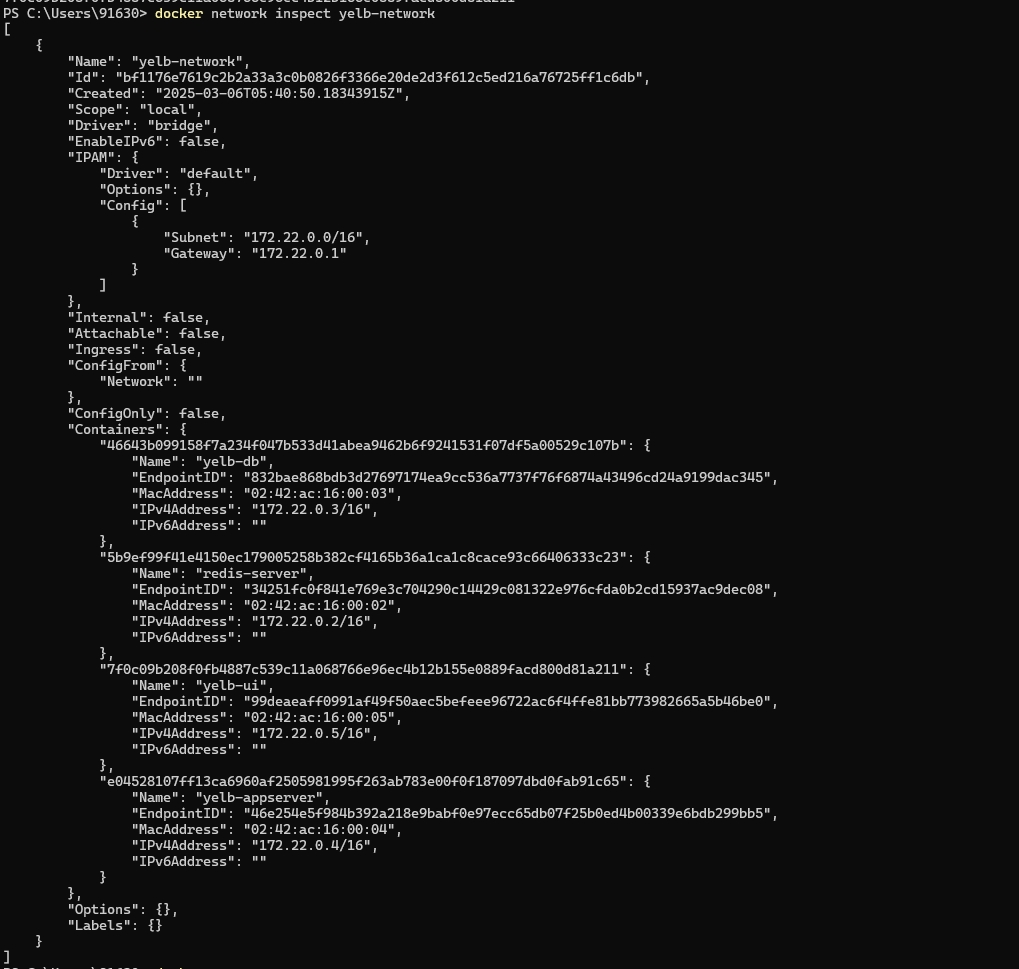 PS C:\Users\91630> docker network inspect yelb-network
[
    {
        "Name": "yelb-network",
        "Id": "bf1176e7619c2b2a33a3c0b0826f3366e20de2d3f612c5ed216a76725ff1c6db",
        "Created": "2025-03-06T05:40:50.18343915Z",
        "Scope": "local",
        "Driver": "bridge",
        "EnableIPv6": false,
        "IPAM": {
            "Driver": "default",
            "Options": {},
            "Config": [
                {
                    "Subnet": "172.22.0.0/16",
                    "Gateway": "172.22.0.1"
                }
            ]
        },
        "Internal": false,
        "Attachable": false,
        "Ingress": false,
        "ConfigFrom": {
            "Network": ""
        },
        "ConfigOnly": false,
        "Containers": {
            "46643b099158f7a234f047b533d41abea9462b6f9241531f07df5a00529c107b": {
                "Name": "yelb-db",
                "EndpointID": "832bae868bdb3d27697174ea9cc536a7737f76f6874a43496cd24a9199dac345",
                "MacAddress": "02:42:ac:16:00:03",
                "IPv4Address": "172.22.0.3/16",
                "IPv6Address": ""
            },
            "5b9ef99f41e4150ec179005258b382cf4165b36a1ca1c8cace93c66406333c23": {
                "Name": "redis-server",
                "EndpointID": "34251fc0f841e769e3c704290c14429c081322e976cfda0b2cd15937ac9dec08",
                "MacAddress": "02:42:ac:16:00:02",
                "IPv4Address": "172.22.0.2/16",
                "IPv6Address": ""
            },
            "7f0c09b208f0fb4887c539c11a068766e96ec4b12b155e0889facd800d81a211": {
                "Name": "yelb-ui",
                "EndpointID": "99deaeaff0991af49f50aec5befeee96722ac6f4ffe81bb773982665a5b46be0",
                "MacAddress": "02:42:ac:16:00:05",
                "IPv4Address": "172.22.0.5/16",
                "IPv6Address": ""
            },
            "e04528107ff13ca6960af2505981995f263ab783e00f0f187097dbd0fab91c65": {
                "Name": "yelb-appserver",
                "EndpointID": "46e254e5f984b392a218e9babf0e97ecc65db07f25b0ed4b00339e6bdb299bb5",
                "MacAddress": "02:42:ac:16:00:04",
                "IPv4Address": "172.22.0.4/16",
                "IPv6Address": ""
            }
        },
        "Options": {},
        "Labels": {}
    }
]